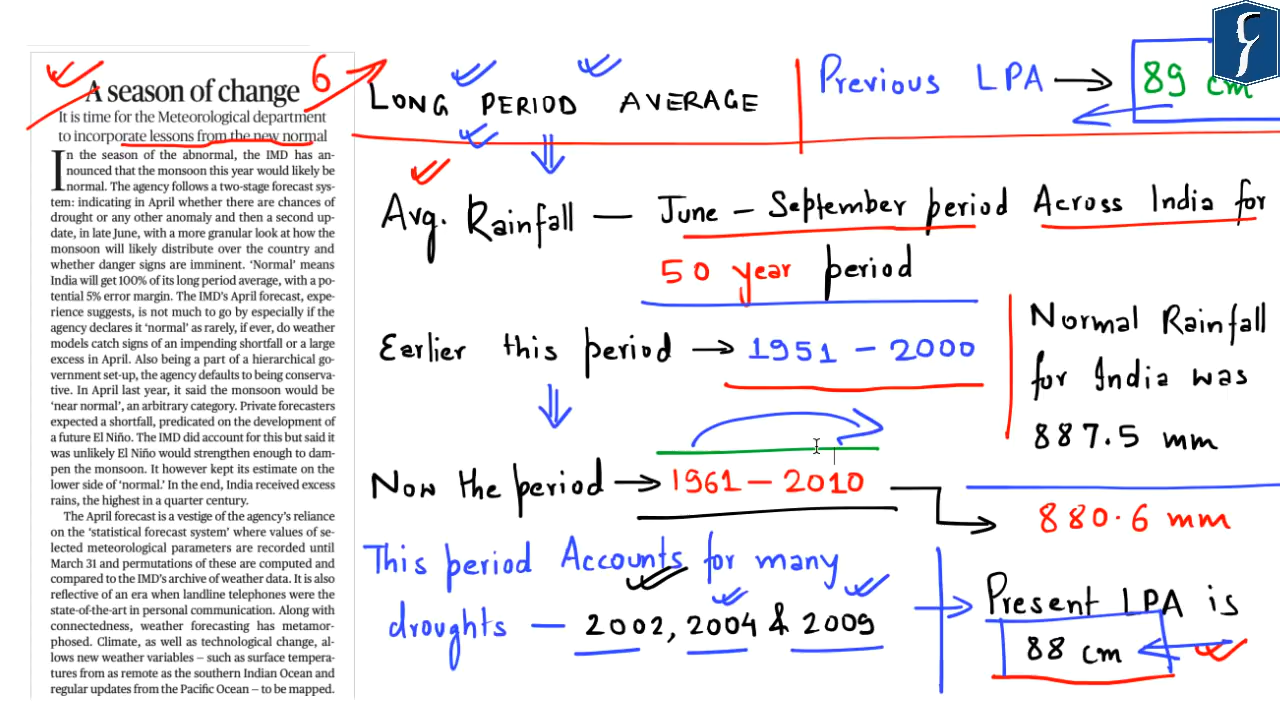 A season of change
It is time for the Meteorological department
to incorporate lessons from the new normal
In the season of the abnormal, the IMD has an-
nounced that the monsoon this year would likely be
normal. The agency follows a two-stage forecast sys-
tem: indicating in April whether there are chances of
drought or any other anomaly and then a second up-
date, in late June, with a more granular look at how the
monsoon will likely distribute over the country and
whether danger signs are imminent. ‘Normal’ means
India will get 100% of its long period average, with a po-
tential 5% error margin. The IMD’s April forecast, expe-
rience suggests, is not much to go by especially if the
agency declares it ‘normal’ as rarely, if ever, do weather
models catch signs of an impending shortfall or a large
excess in April. Also being a part of a hierarchical go-
vernment set-up, the agency defaults to being conserva-
tive. In April last year, it said the monsoon would be
‘near normal’, an arbitrary category. Private forecasters
expected a shortfall, predicated on the development of
a future El Niño. The IMD did account for this but said it
was unlikely El Niño would strengthen enough to dam-
pen the monsoon. It however kept its estimate on the
lower side of ‘normal.’ In the end, India received excess
rains, the highest in a quarter century.
The April forecast is a vestige of the agency’s reliance
on the ‘statistical forecast system’ where values of se-
lected meteorological parameters are recorded until
March 31 and permutations of these are computed and
compared to the IMD’s archive of weather data. It is also
reflective of an era when landline telephones were the
state-of-the-art in personal communication. Along with
connectedness, weather forecasting has metamor-
phosed. Climate, as well as technological change, al-
lows new weather variables – such as surface tempera-
tures from as remote as the southern Indian Ocean and
regular updates from the Pacific Ocean – to be mapped.
6
LONG PERIOD AVERAGE
Previous LPA → 89 cm
Avg. Rainfall — June - September period Across India for
50 year period
Earlier this period → 1951 - 2000
Normal Rainfall
for India was
887.5 mm
Now the period → 1961 - 2010
880.6 mm
This period Accounts for many
droughts — 2002, 2004 & 2009
Present LPA is
88 cm